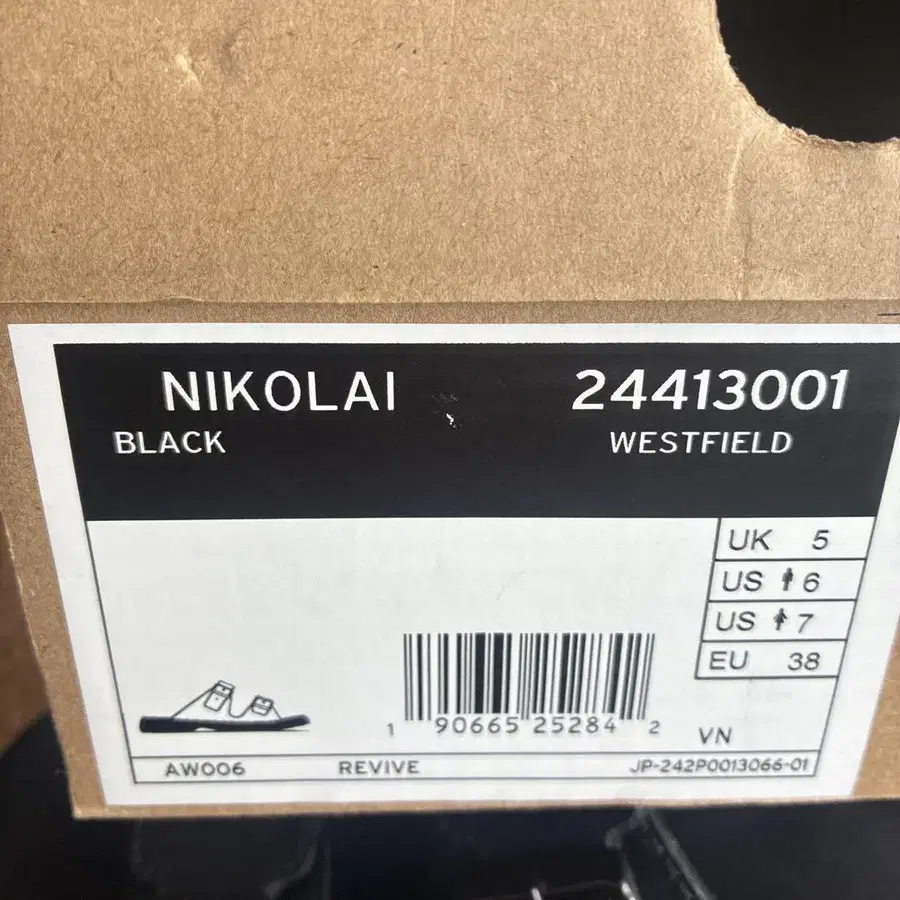 NIKOLAI 24413001
BLACK WESTFIELD
UK 5
US 6
US 7
EU 38
1 90665 25284 2 VN
AW006 REVIVE JP-242P0013066-01